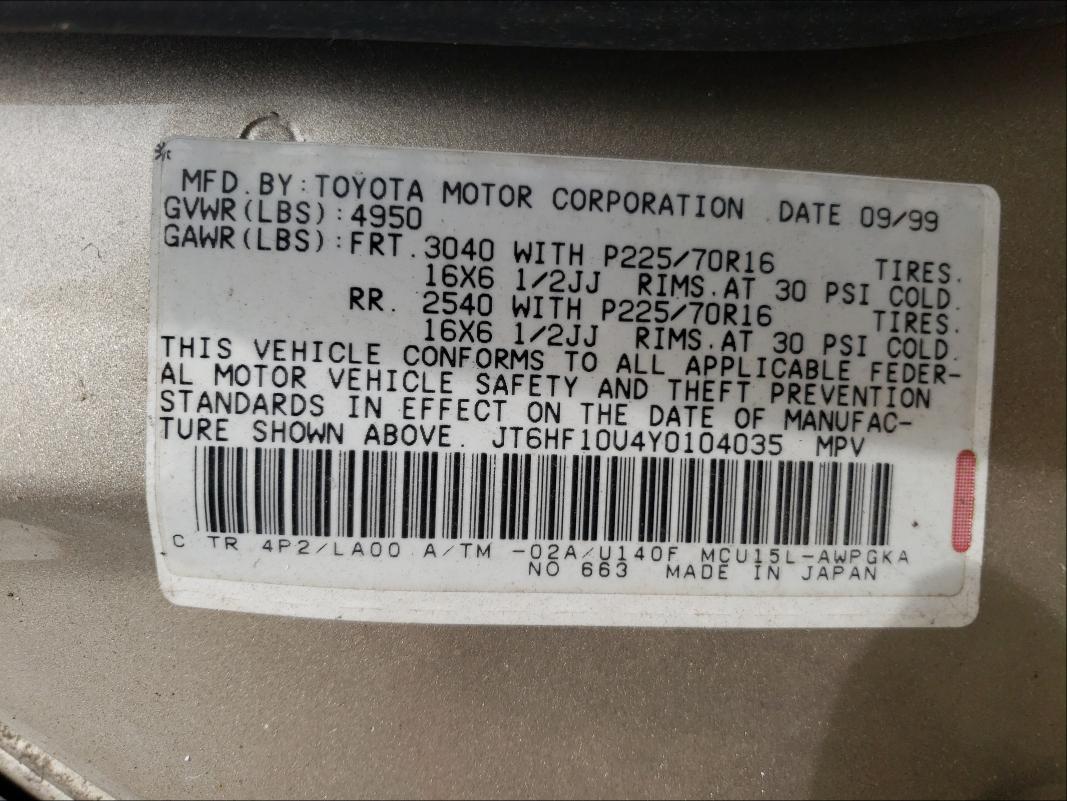 MFD. BY: TOYOTA MOTOR CORPORATION DATE 09/99
GVWR(LBS):4950
GAWR(LBS):FRT. 3040 WITH P225/70R16 TIRES.
16X6 1/2JJ RIMS.AT 30 PSI COLD.
RR. 2540 WITH P225/70R16 TIRES.
16X6 1/2JJ RIMS.AT 30 PSI COLD.
THIS VEHICLE CONFORMS TO ALL APPLICABLE FEDER-
AL MOTOR VEHICLE SAFETY AND THEFT PREVENTION
STANDARDS IN EFFECT ON THE DATE OF MANUFAC-
TURE SHOWN ABOVE. JT6HF10U4Y0104035 MPV
C TR 4P2/LA00 A/TM -02A/U140F MCU15L-AWPGKA
NO 663 MADE IN JAPAN